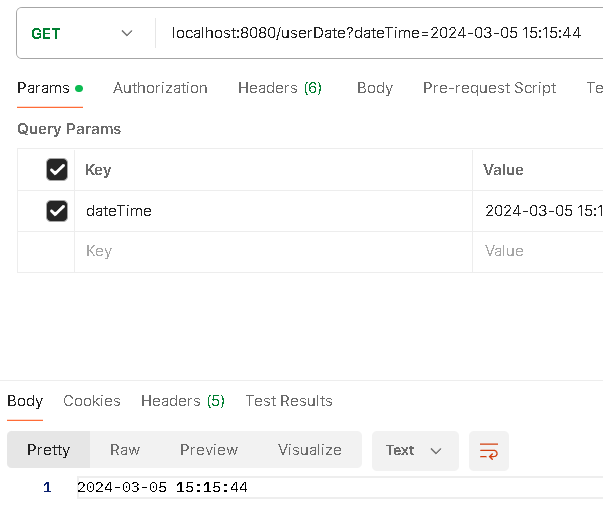 GET localhost:8080/userDate?dateTime=2024-03-05 15:15:44
Params Authorization Headers (6) Body Pre-request Script Te
Query Params
Key Value
dateTime 2024-03-05 15:1
Key Value
Body Cookies Headers (5) Test Results
Pretty Raw Preview Visualize Text
1 2024-03-05 15:15:44